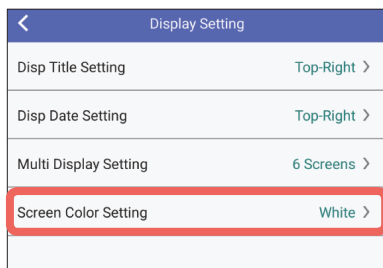 Display Setting
Disp Title Setting Top-Right
Disp Date Setting Top-Right
Multi Display Setting 6 Screens
Screen Color Setting White